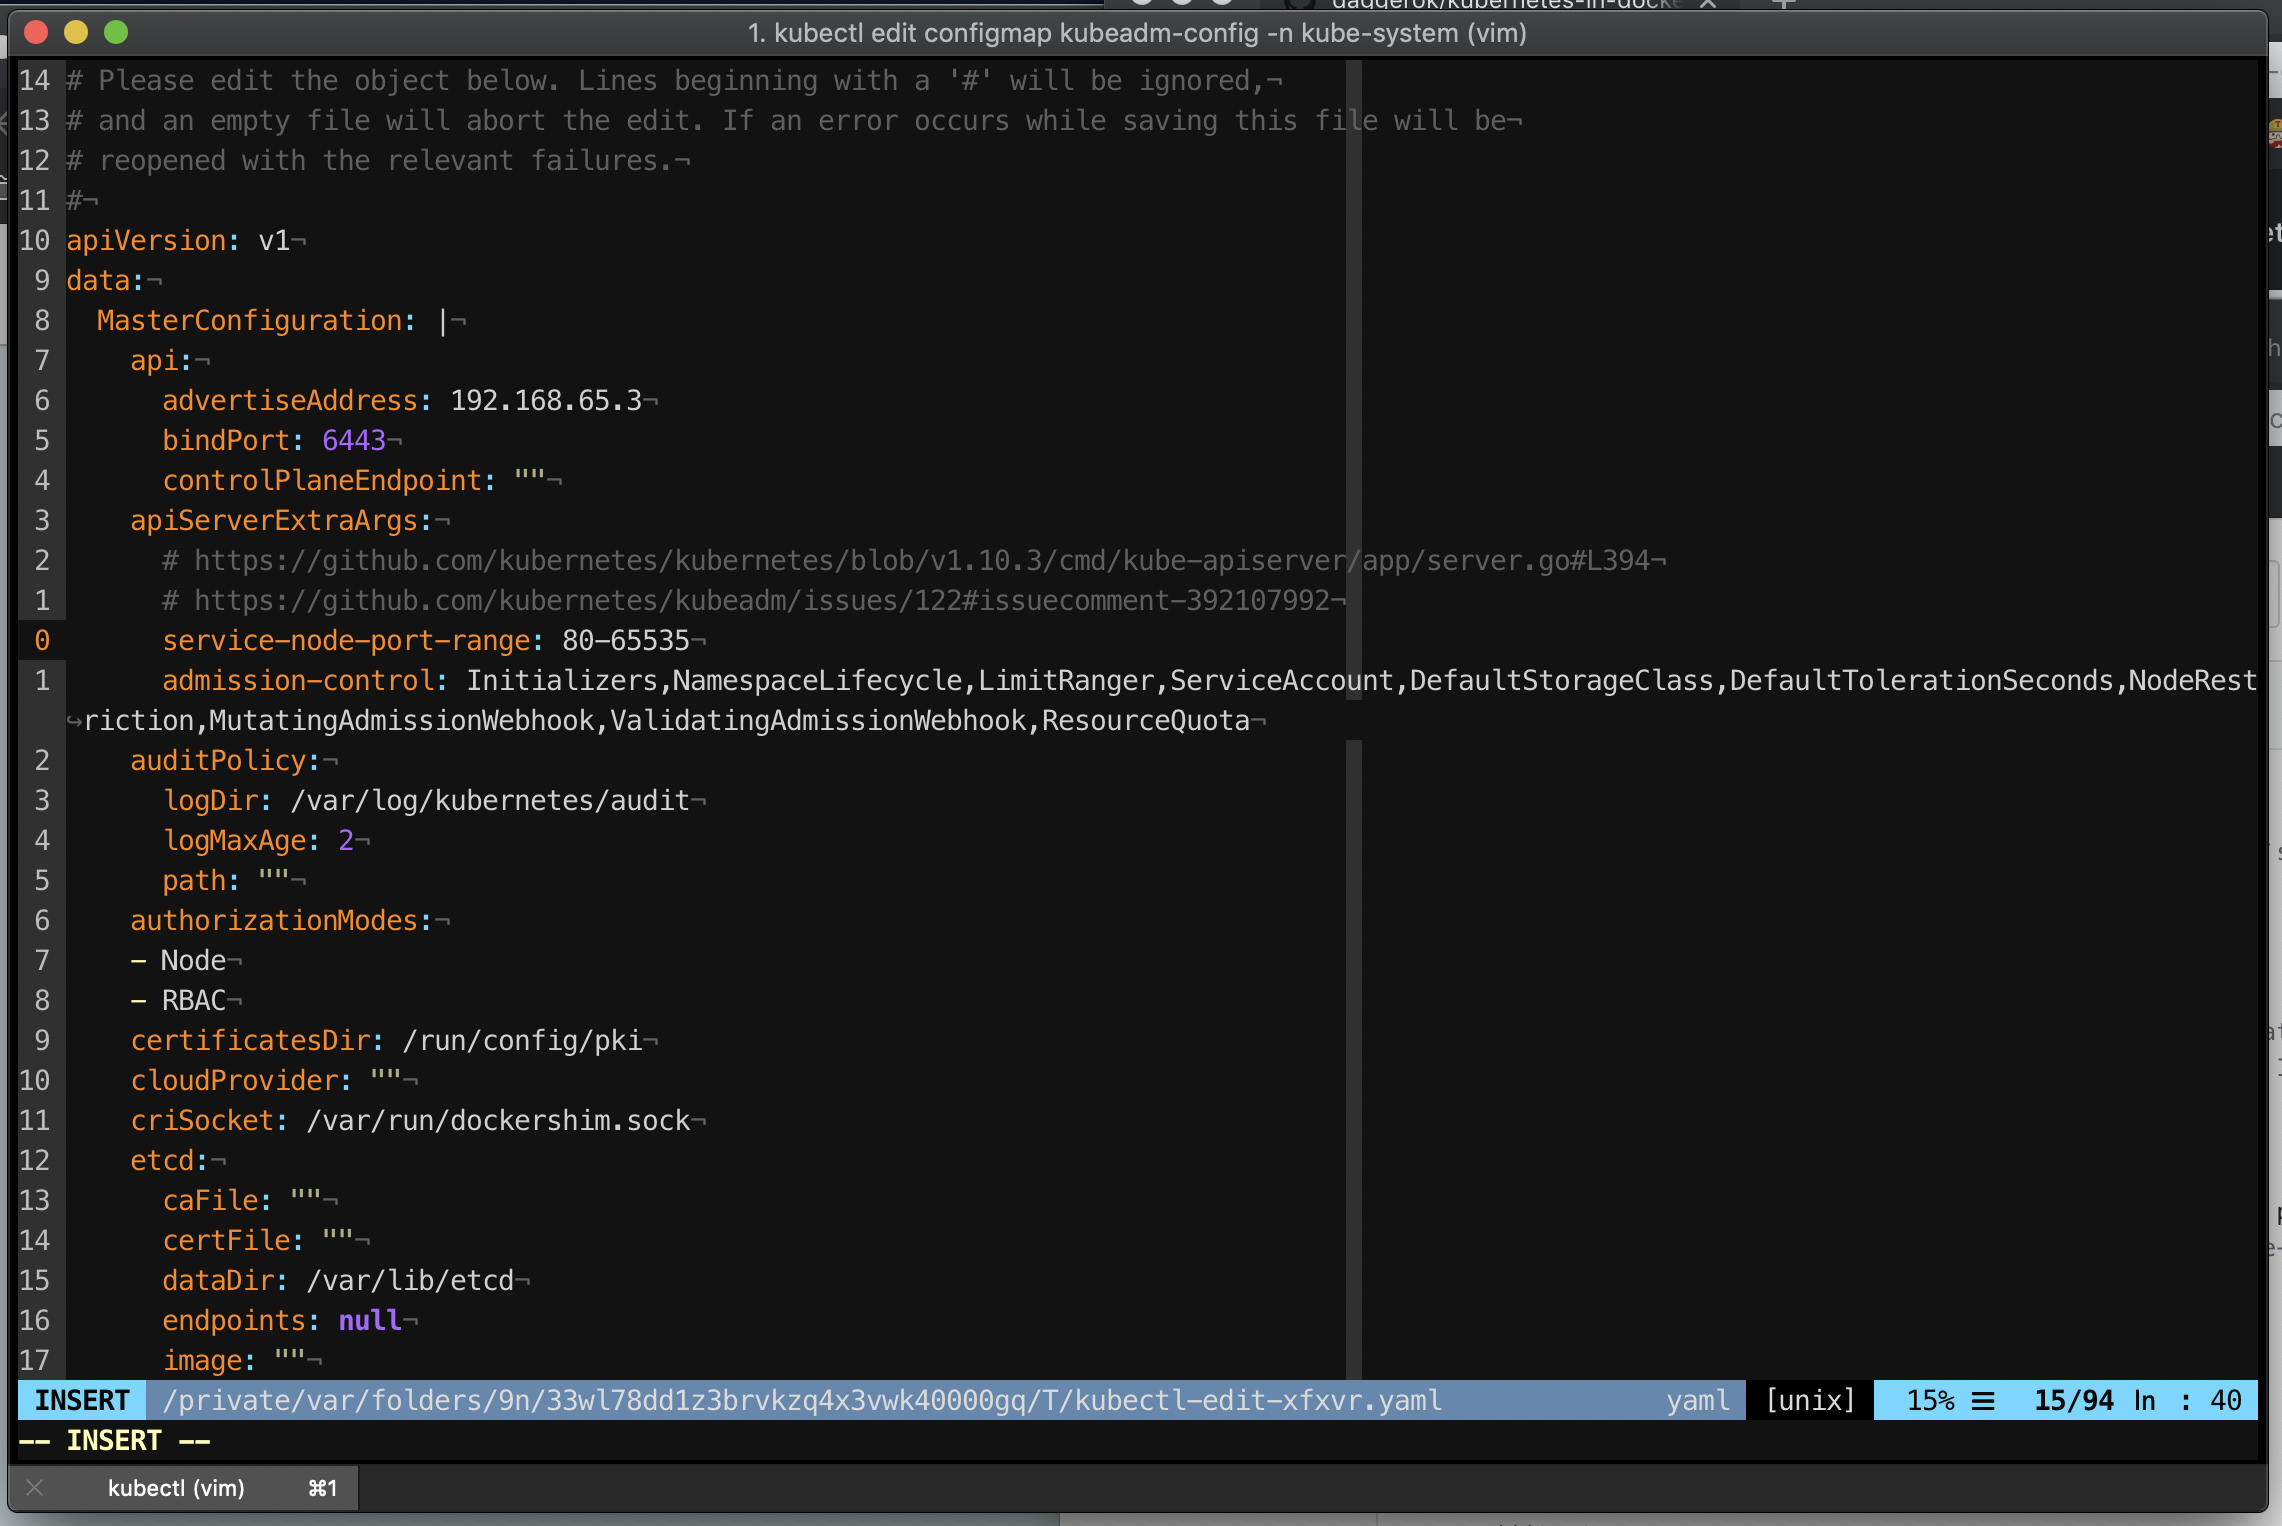 daggerok/kubernetes-in-docke
1. kubectl edit configmap kubeadm-config -n kube-system (vim)
14 # Please edit the object below. Lines beginning with a '#' will be ignored,¬
13 # and an empty file will abort the edit. If an error occurs while saving this file will be¬
12 # reopened with the relevant failures.¬
11 #¬
10 apiVersion: v1¬
9 data:¬
8   MasterConfiguration: |¬
7     api:¬
6       advertiseAddress: 192.168.65.3¬
5       bindPort: 6443¬
4       controlPlaneEndpoint: ""¬
3     apiServerExtraArgs:¬
2       # https://github.com/kubernetes/kubernetes/blob/v1.10.3/cmd/kube-apiserver/app/server.go#L394¬
1       # https://github.com/kubernetes/kubeadm/issues/122#issuecomment-392107992¬
0       service-node-port-range: 80-65535¬
1       admission-control: Initializers,NamespaceLifecycle,LimitRanger,ServiceAccount,DefaultStorageClass,DefaultTolerationSeconds,NodeRest
↪riction,MutatingAdmissionWebhook,ValidatingAdmissionWebhook,ResourceQuota¬
2     auditPolicy:¬
3       logDir: /var/log/kubernetes/audit¬
4       logMaxAge: 2¬
5       path: ""¬
6     authorizationModes:¬
7     - Node¬
8     - RBAC¬
9     certificatesDir: /run/config/pki¬
10     cloudProvider: ""¬
11     criSocket: /var/run/dockershim.sock¬
12     etcd:¬
13       caFile: ""¬
14       certFile: ""¬
15       dataDir: /var/lib/etcd¬
16       endpoints: null¬
17       image: ""¬
INSERT /private/var/folders/9n/33wl78dd1z3brvkzq4x3vwk40000gq/T/kubectl-edit-xfxvr.yaml yaml [unix] 15% ☰ 15/94 ln : 40
-- INSERT --
kubectl (vim) ⌘1